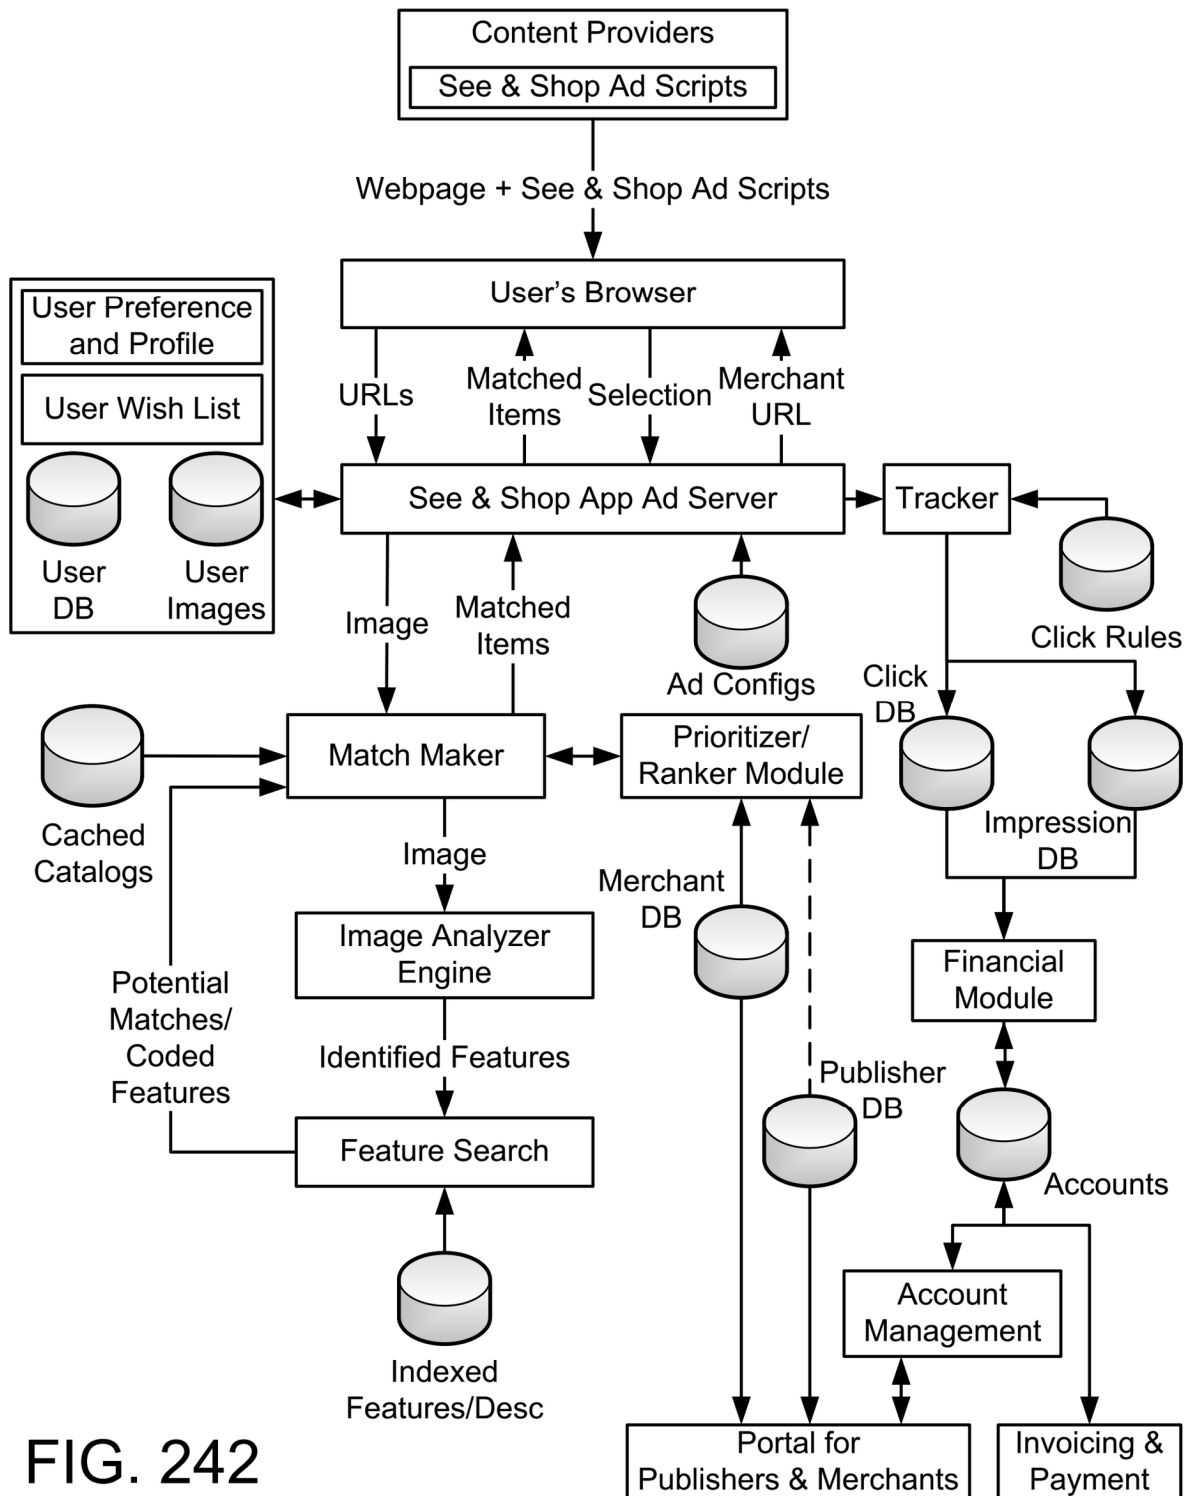 Content Providers
See & Shop Ad Scripts
Webpage + See & Shop Ad Scripts
User's Browser
User Preference
and Profile
User Wish List
User
DB
User
Images
URLs
Matched
Items
Selection
Merchant
URL
See & Shop App Ad Server
Tracker
Click Rules
Image
Matched
Items
Ad Configs
Click
DB
Impression
DB
Cached
Catalogs
Match Maker
Prioritizer/
Ranker Module
Image
Merchant
DB
Image Analyzer
Engine
Financial
Module
Potential
Matches/
Coded
Features
Identified Features
Publisher
DB
Feature Search
Accounts
Indexed
Features/Desc
Account
Management
Portal for
Publishers & Merchants
Invoicing &
Payment
FIG. 242